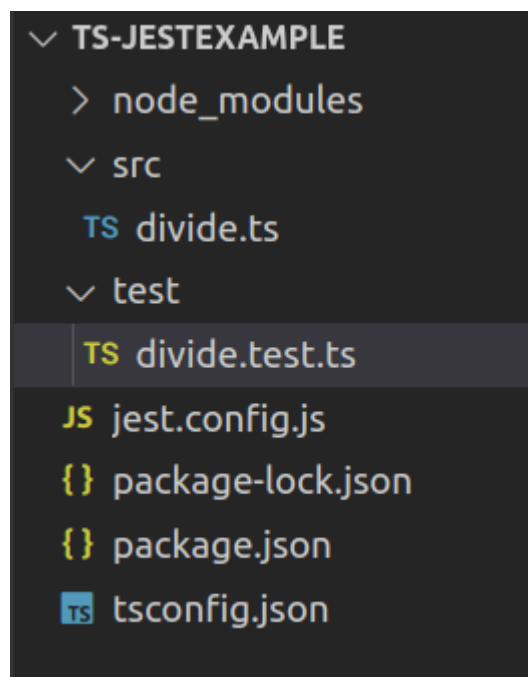 TS-JESTEXAMPLE
node_modules
src
TS divide.ts
test
TS divide.test.ts
JS jest.config.js
{} package-lock.json
{} package.json
TS tsconfig.json